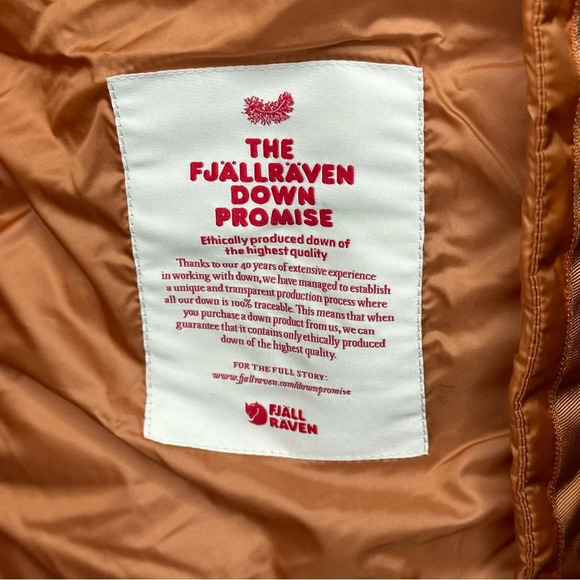 THE
FJÄLLRÄVEN
DOWN
PROMISE
Ethically produced down of
the highest quality
Thanks to our 40 years of extensive experience
in working with down, we have managed to establish
a unique and transparent production process where
all our down is 100% traceable. This means that when
you purchase a down product from us, we can
guarantee that it contains only ethically produced
down of the highest quality.
FOR THE FULL STORY:
www.fjallraven.com/downpromise
FJÄLL
RAVEN